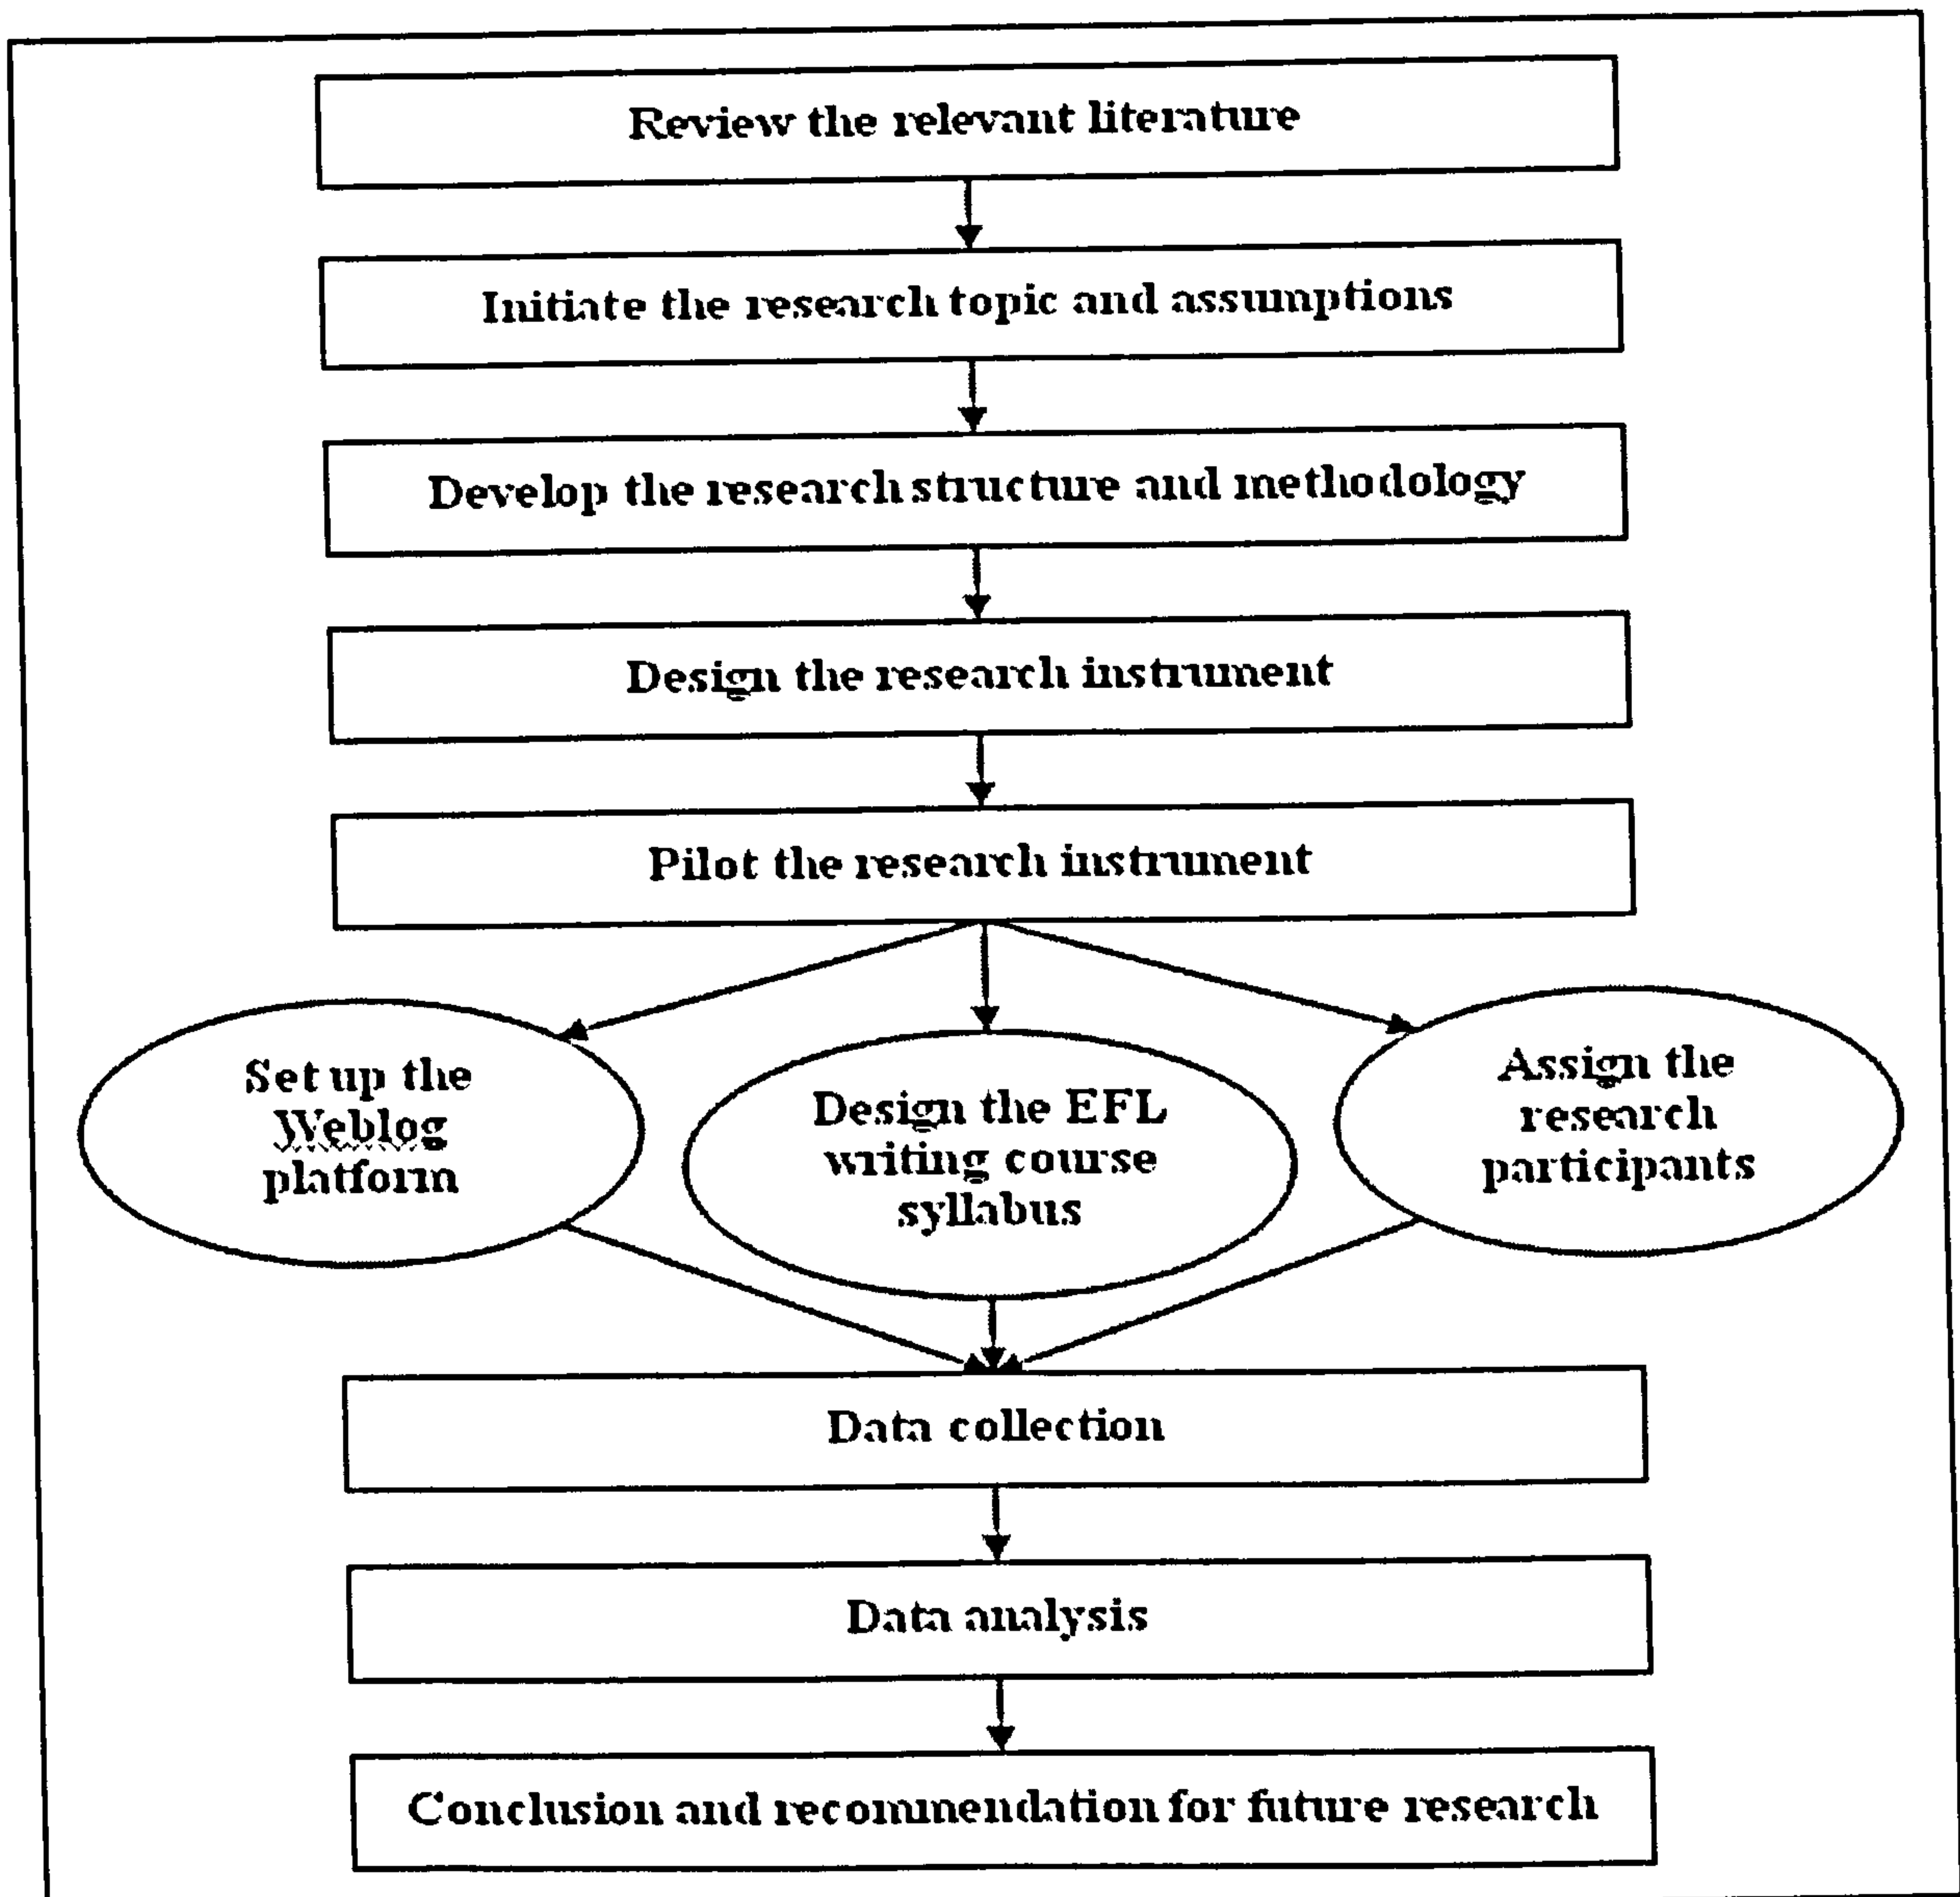 Review the relevant literature
Initiate the research topic and assumptions
Develop the research structure and methodology
Design the research instrument
Pilot the research instrument
Set up the
Weblog
platform
Design the EFL
writing course
syllabus
Assign the
research
participants
Data collection
Data analysis
Conclusion and recommendation for future research